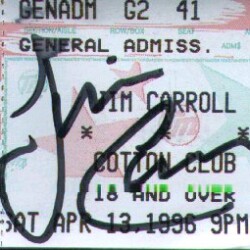 GENADM G2 41
GENERAL ADMISS.
JIM CARROLL
* *
COTTON CLUB
18 AND OVER
SAT APR 13,1996 9PM